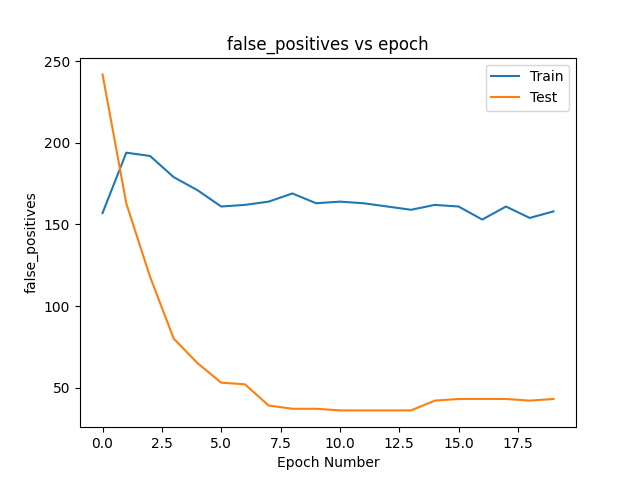 false_positives vs epoch
250
200
150
100
50
false_positives
Train
Test
0.0 2.5 5.0 7.5 10.0 12.5 15.0 17.5
Epoch Number